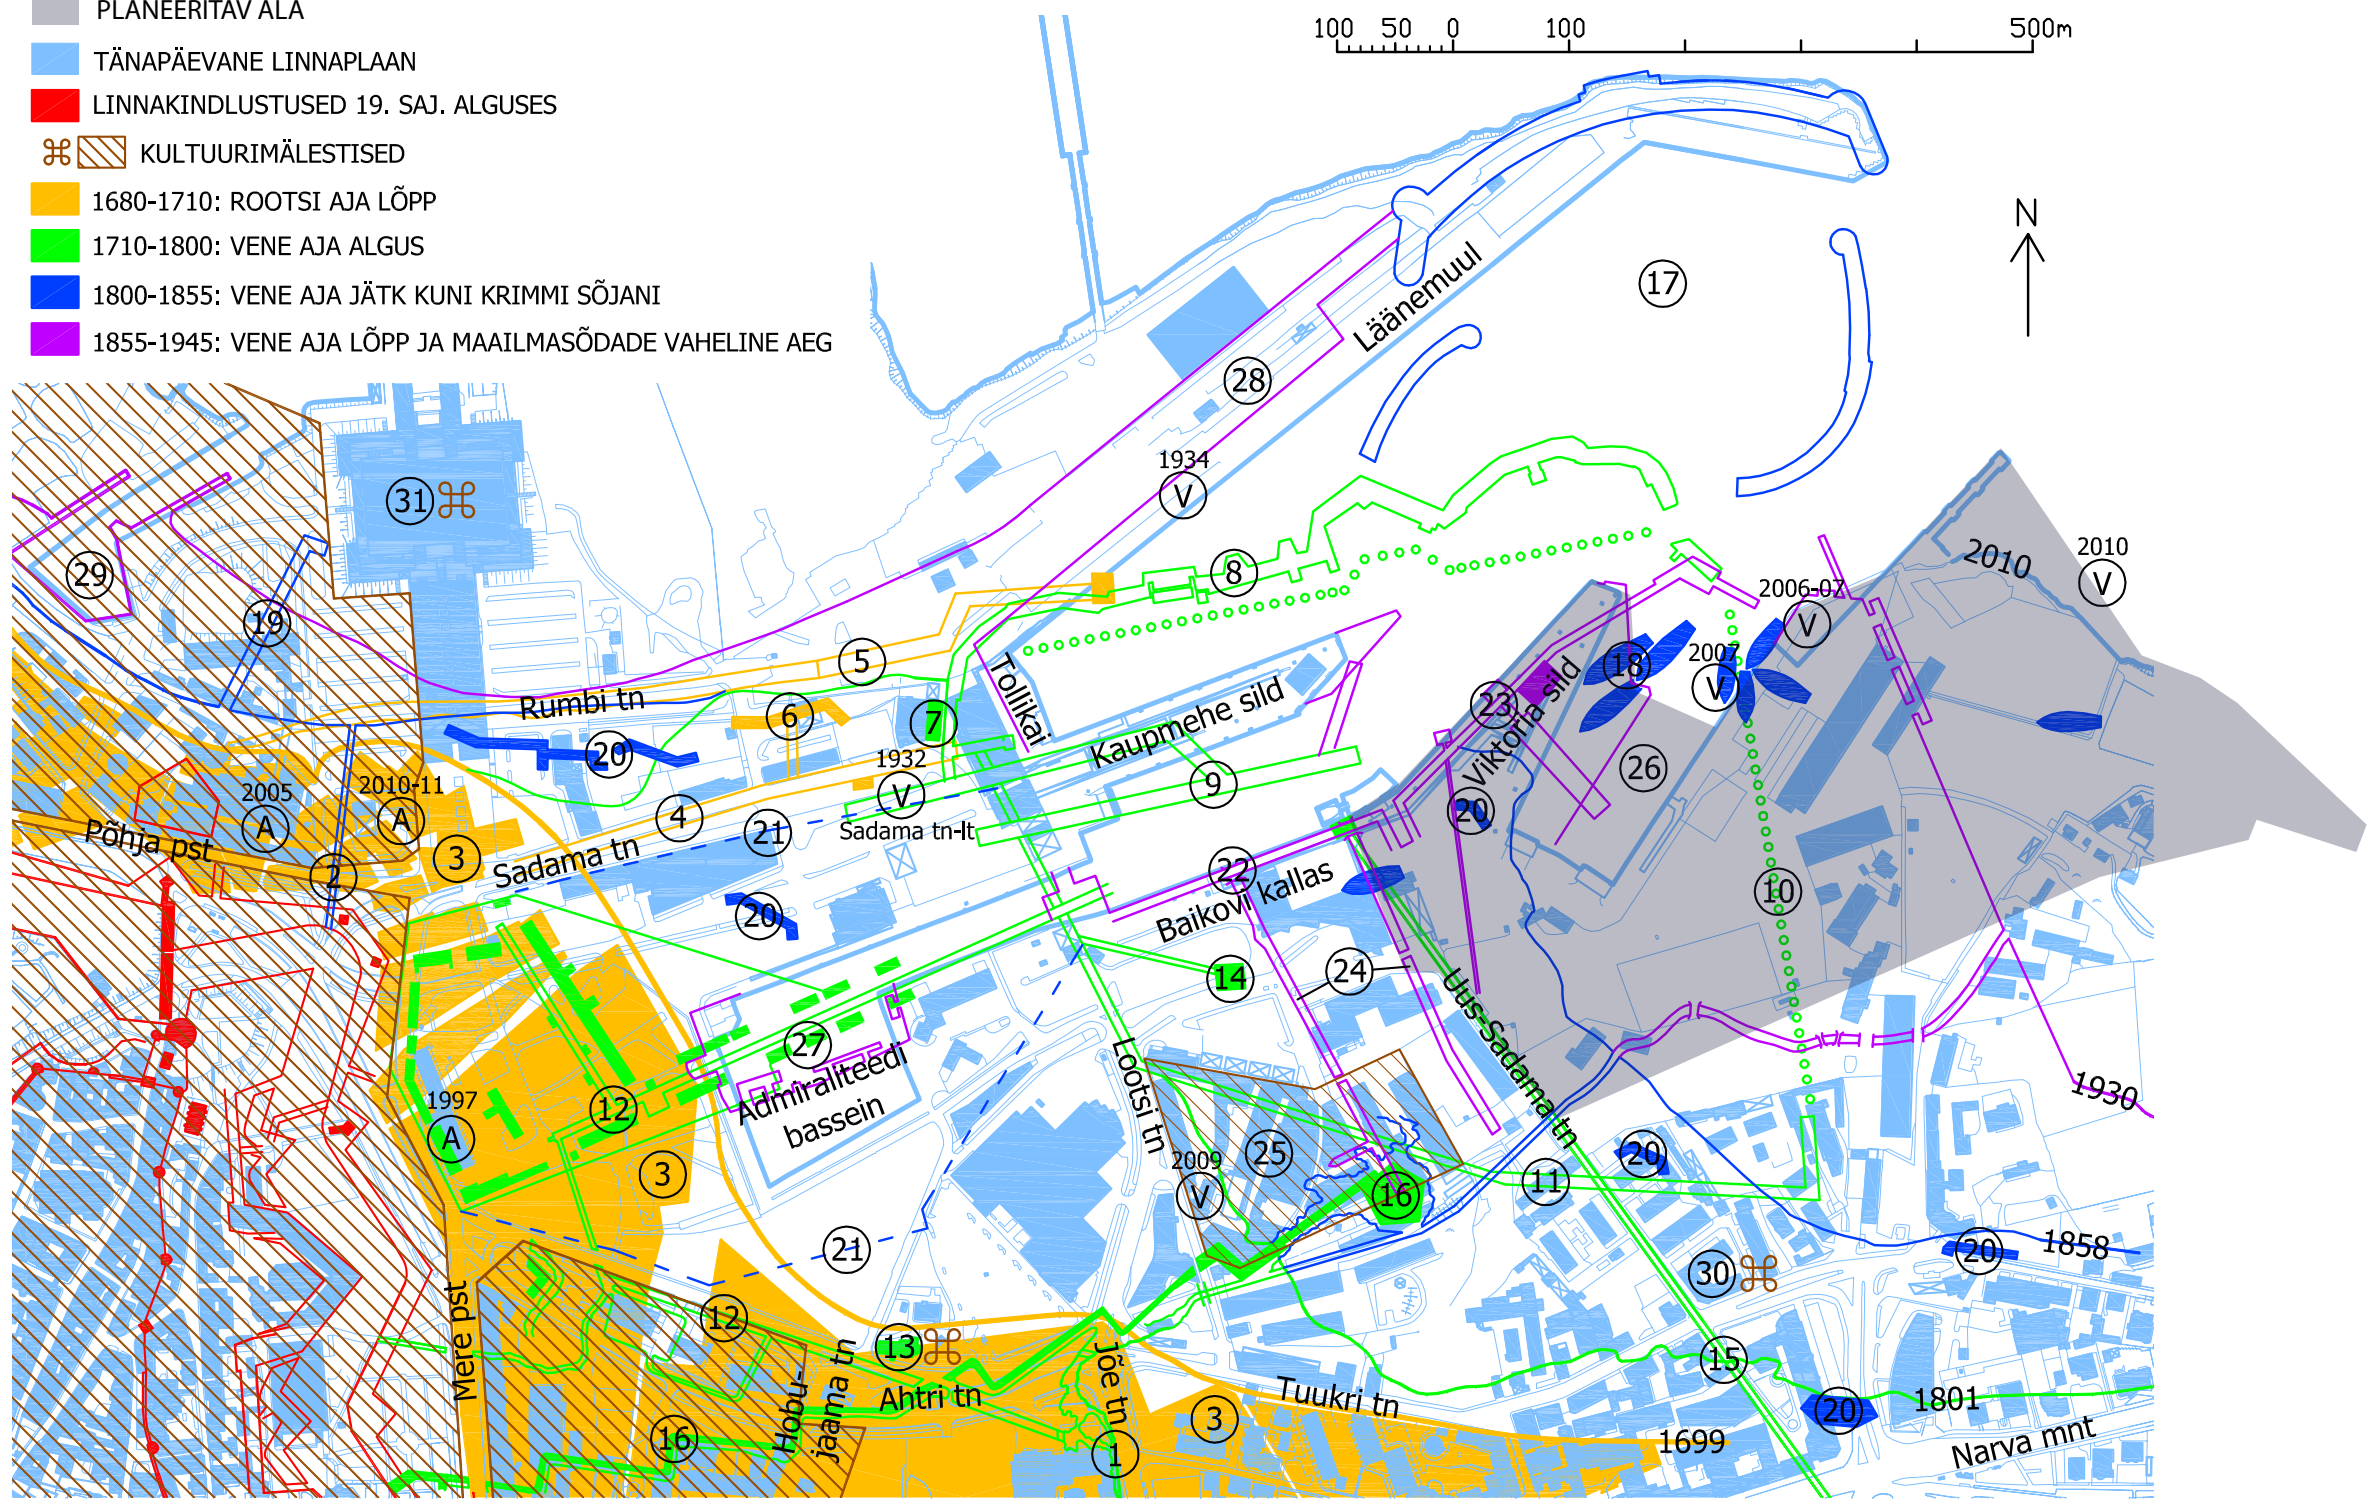 PLANEERITAV ALA
TÄNAPÄEVANE LINNAPLAAN
LINNAKINDLUSTUSED 19. SAJ. ALGUSES
⌘ KULTUURIMÄLESTISED
1680-1710: ROOTSI AJA LÕPP
1710-1800: VENE AJA ALGUS
1800-1855: VENE AJA JÄTK KUNI KRIMMI SÕJANI
1855-1945: VENE AJA LÕPP JA MAAILMASÕDADE VAHELINE AEG
100 50 0 100 500m
N
17
Läänemuul
28
1934
V
31 ⌘
29
19
8
2010
2010
V
2006-07
V
2007
V
18
5
Tollikai
Rumbi tn
6
7
Kaupmehe sild
23
Viktoria sild
20
1932
V
Sadama tn-lt
9
26
20
2005
A
2010-11
A
4
21
Põhja pst
3
Sadama tn
2
22
Baikovi kallas
10
20
24
14
Uus-Sadama tn
27
Admiraliteedi
bassein
Lootsi tn
1930
1997
A
12
3
2009
V
25
16
11
20
21
30 ⌘
20
1858
Mere pst
12
13 ⌘
Hobu-
jaama tn
Ahtri tn
Jõe tn
Tuukri tn
15
1801
20
16
3
1
1699
Narva mnt